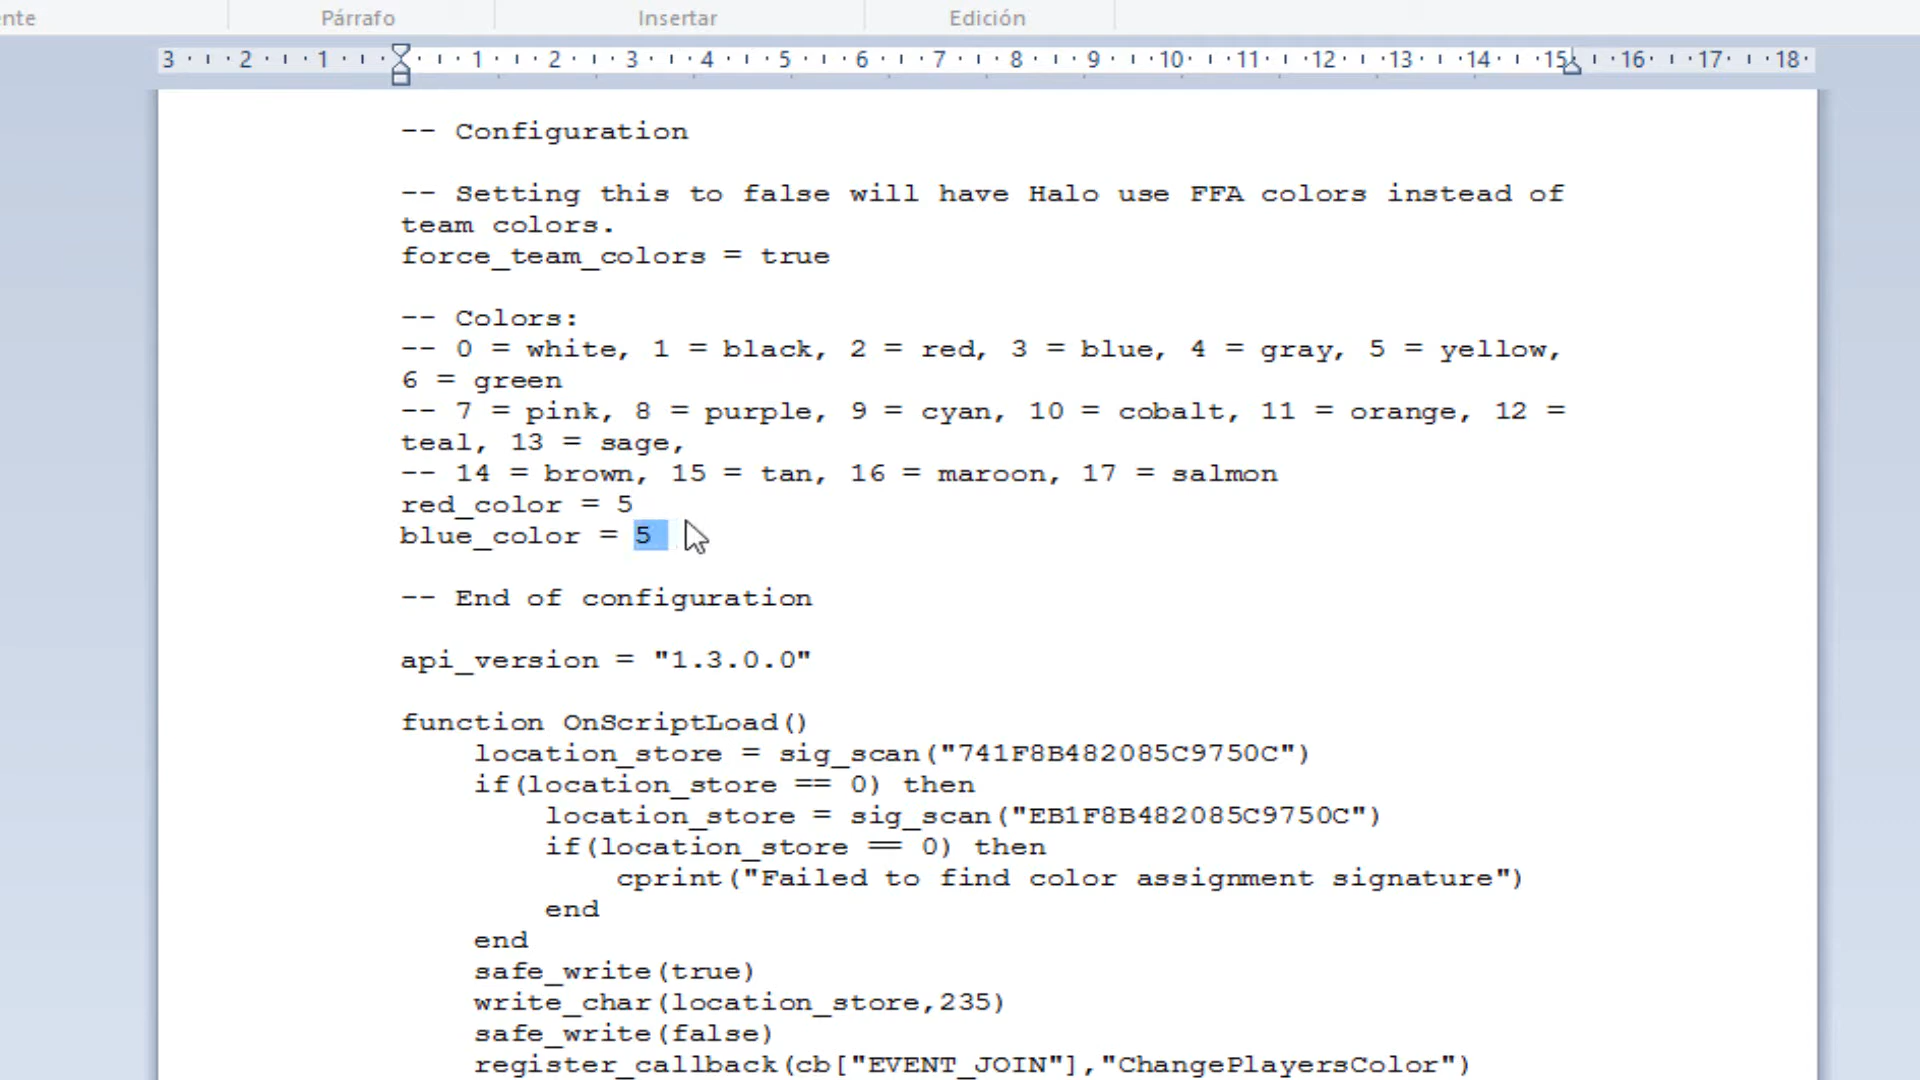 nte Párrafo Insertar Edición
3 2 1 1 2 3 4 5 6 7 8 9 10 11 12 13 14 15 16 17 18
-- Configuration
-- Setting this to false will have Halo use FFA colors instead of
team colors.
force_team_colors = true
-- Colors:
-- 0 = white, 1 = black, 2 = red, 3 = blue, 4 = gray, 5 = yellow,
6 = green
-- 7 = pink, 8 = purple, 9 = cyan, 10 = cobalt, 11 = orange, 12 =
teal, 13 = sage,
-- 14 = brown, 15 = tan, 16 = maroon, 17 = salmon
red_color = 5
blue_color = 5
-- End of configuration
api_version = "1.3.0.0"
function OnScriptLoad()
location_store = sig_scan("741F8B482085C9750C")
if(location_store == 0) then
location_store = sig_scan("EB1F8B482085C9750C")
if(location_store == 0) then
cprint("Failed to find color assignment signature")
end
end
safe_write(true)
write_char(location_store,235)
safe_write(false)
register_callback(cb["EVENT_JOIN"],"ChangePlayersColor")